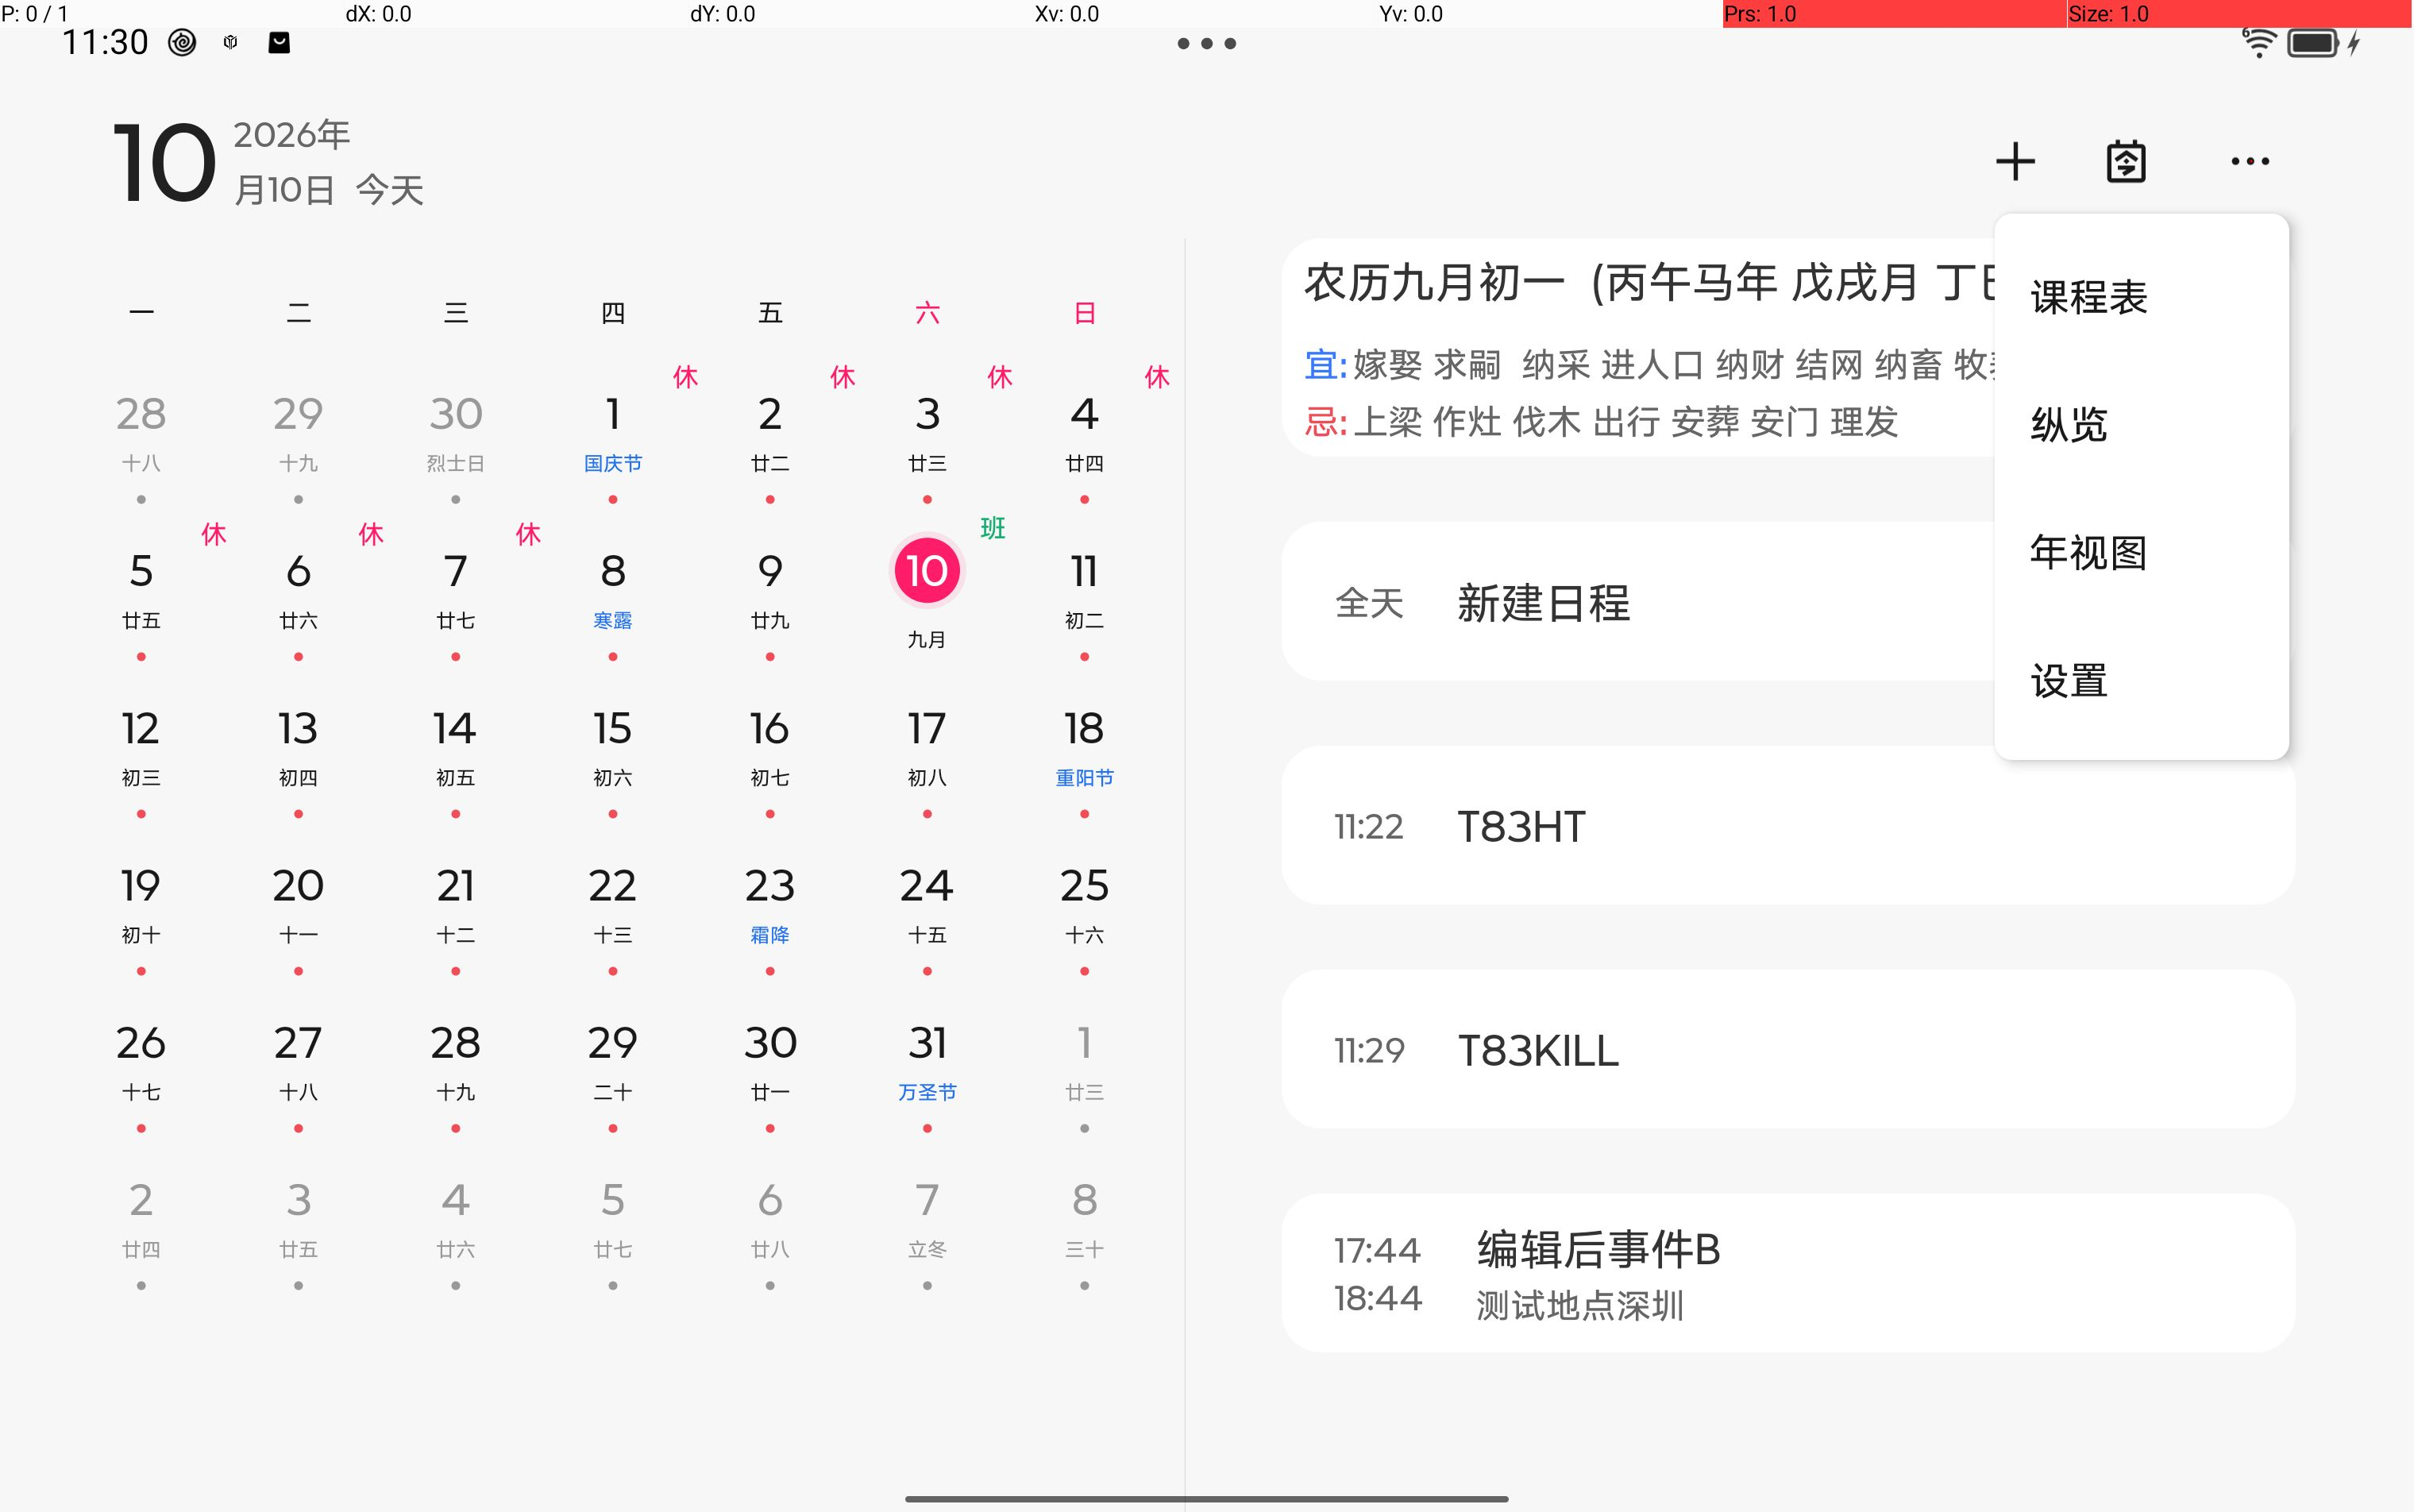 P: 0 / 1 dX: 0.0 dY: 0.0 Xv: 0.0 Yv: 0.0 Prs: 1.0 Size: 1.0
11:30
10
2026年
月10日 今天
一 二 三 四 五 六 日
休 休 休 休
28 29 30 1 2 3 4
十八 十九 烈士日 国庆节 廿二 廿三 廿四
休 休 休 班
5 6 7 8 9 10 11
廿五 廿六 廿七 寒露 廿九 九月 初二
12 13 14 15 16 17 18
初三 初四 初五 初六 初七 初八 重阳节
19 20 21 22 23 24 25
初十 十一 十二 十三 霜降 十五 十六
26 27 28 29 30 31 1
十七 十八 十九 二十 廿一 万圣节 廿三
2 3 4 5 6 7 8
廿四 廿五 廿六 廿七 廿八 立冬 三十
今
农历九月初一 (丙午马年 戊戌月 丁
宜: 嫁娶 求嗣 纳采 进人口 纳财 结网 纳畜 牧
忌: 上梁 作灶 伐木 出行 安葬 安门 理发
课程表
纵览
年视图
设置
全天 新建日程
11:22 T83HT
11:29 T83KILL
17:44 编辑后事件B
18:44 测试地点深圳